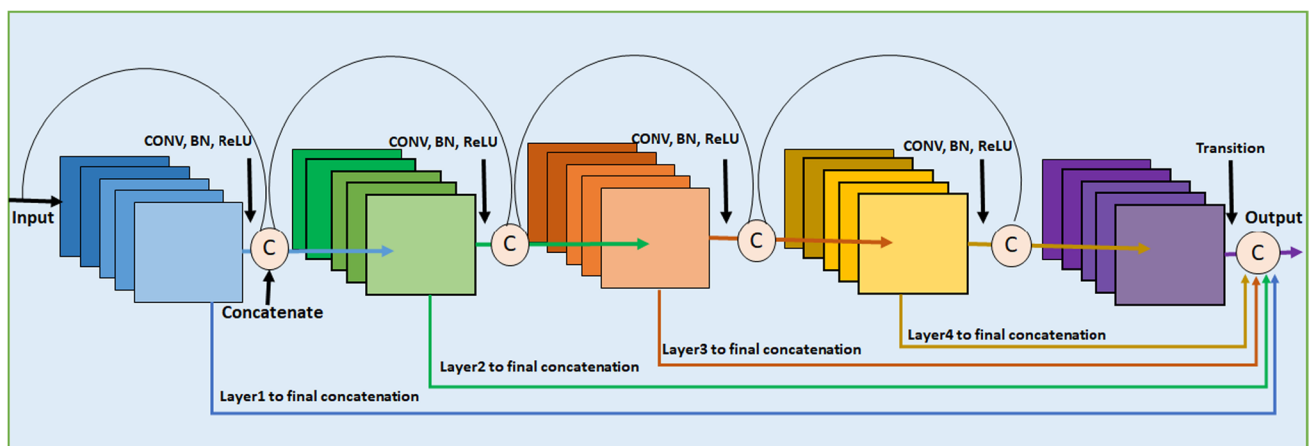 CONV, BN, ReLU
CONV, BN, ReLU
CONV, BN, ReLU
CONV, BN, ReLU
Transition
Input
Output
C
C
C
C
C
Concatenate
Layer4 to final concatenation
Layer3 to final concatenation
Layer2 to final concatenation
Layer1 to final concatenation